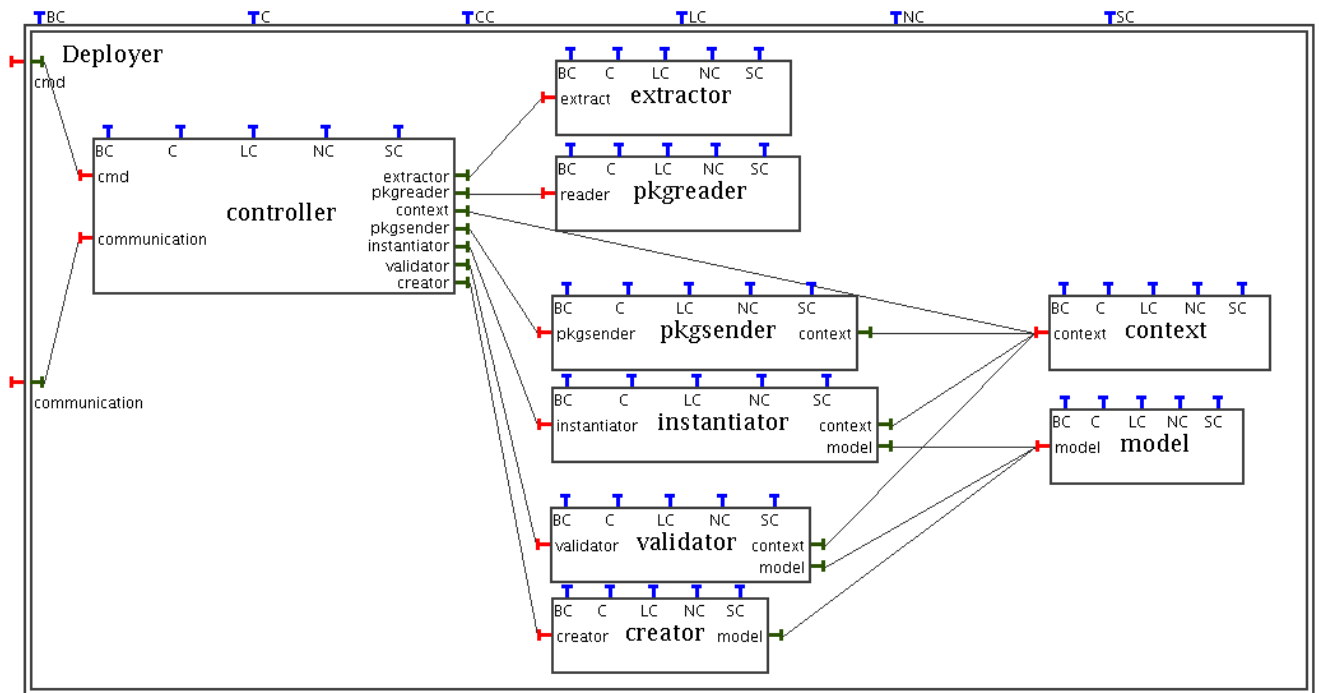 BC C CC LC NC SC
Deployer
cmd
BC C LC NC SC
extract extractor
BC C LC NC SC
cmd
controller
communication
extractor
pkgreader
context
pkgsender
instantiator
validator
creator
BC C LC NC SC
reader pkgreader
BC C LC NC SC
pkgsender pkgsender context
BC C LC NC SC
context context
communication
BC C LC NC SC
instantiator instantiator context
model
BC C LC NC SC
model model
BC C LC NC SC
validator validator context
model
BC C LC NC SC
creator creator model